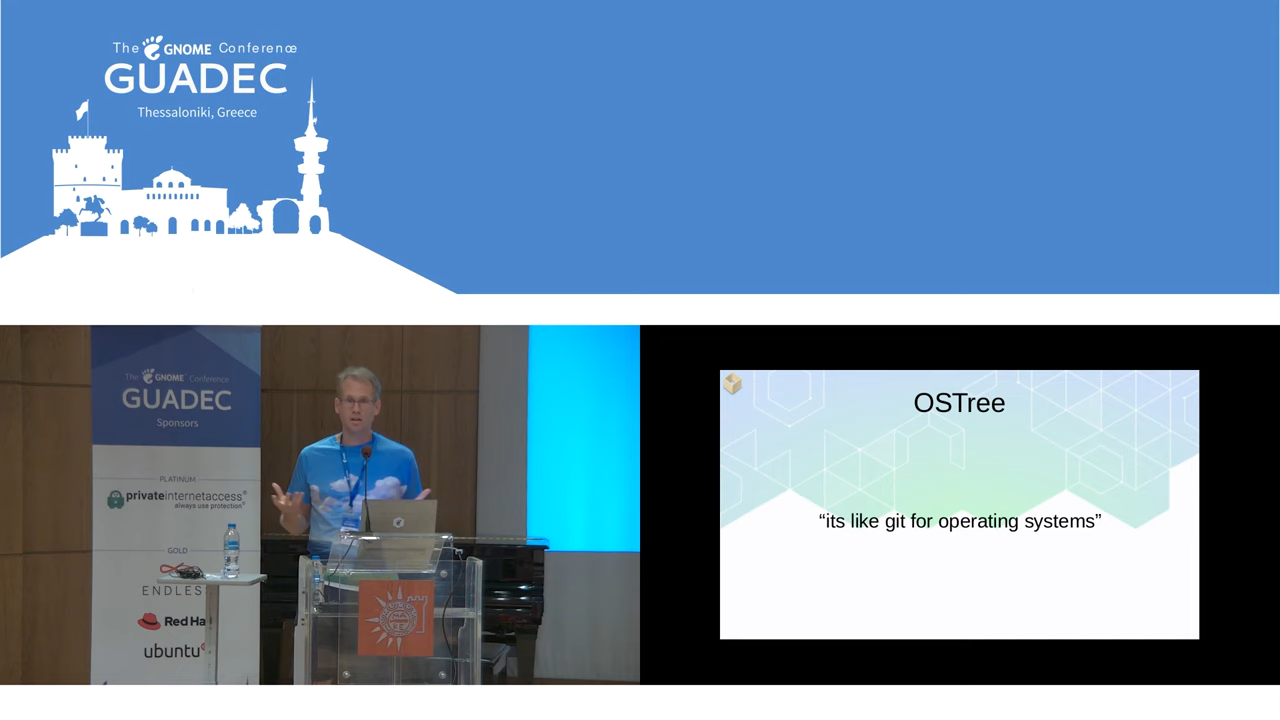 The GNOME Conference
GUADEC
Thessaloniki, Greece
The GNOME Conference
GUADEC
Sponsors
PLATINUM
privateinternetaccess®
always use protection®
GOLD
ENDLESS
Red Ha
ubuntu
OSTree
“its like git for operating systems”